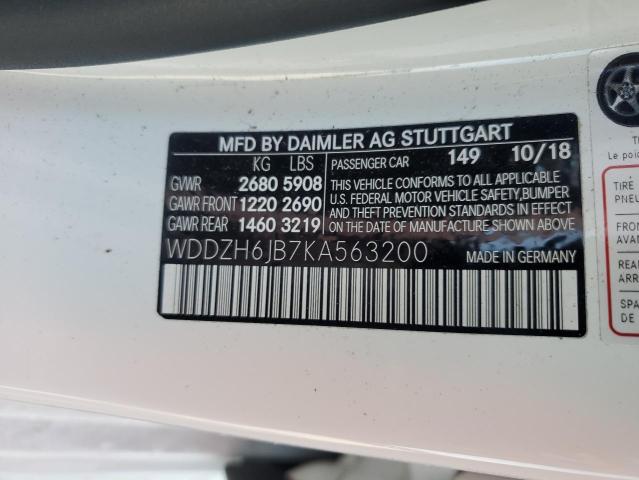 MFD BY DAIMLER AG STUTTGART
KG LBS
GVWR 2680 5908
GAWR FRONT 1220 2690
GAWR REAR 1460 3219
PASSENGER CAR 149 10/18
THIS VEHICLE CONFORMS TO ALL APPLICABLE
U.S. FEDERAL MOTOR VEHICLE SAFETY, BUMPER
AND THEFT PREVENTION STANDARDS IN EFFECT
ON THE DATE OF MANUFACTURE SHOWN ABOVE
WDDZH6JB7KA563200
MADE IN GERMANY
Le poi
TIRE
PNEU
FRON
AVAN
REAR
ARR
SPA
DE